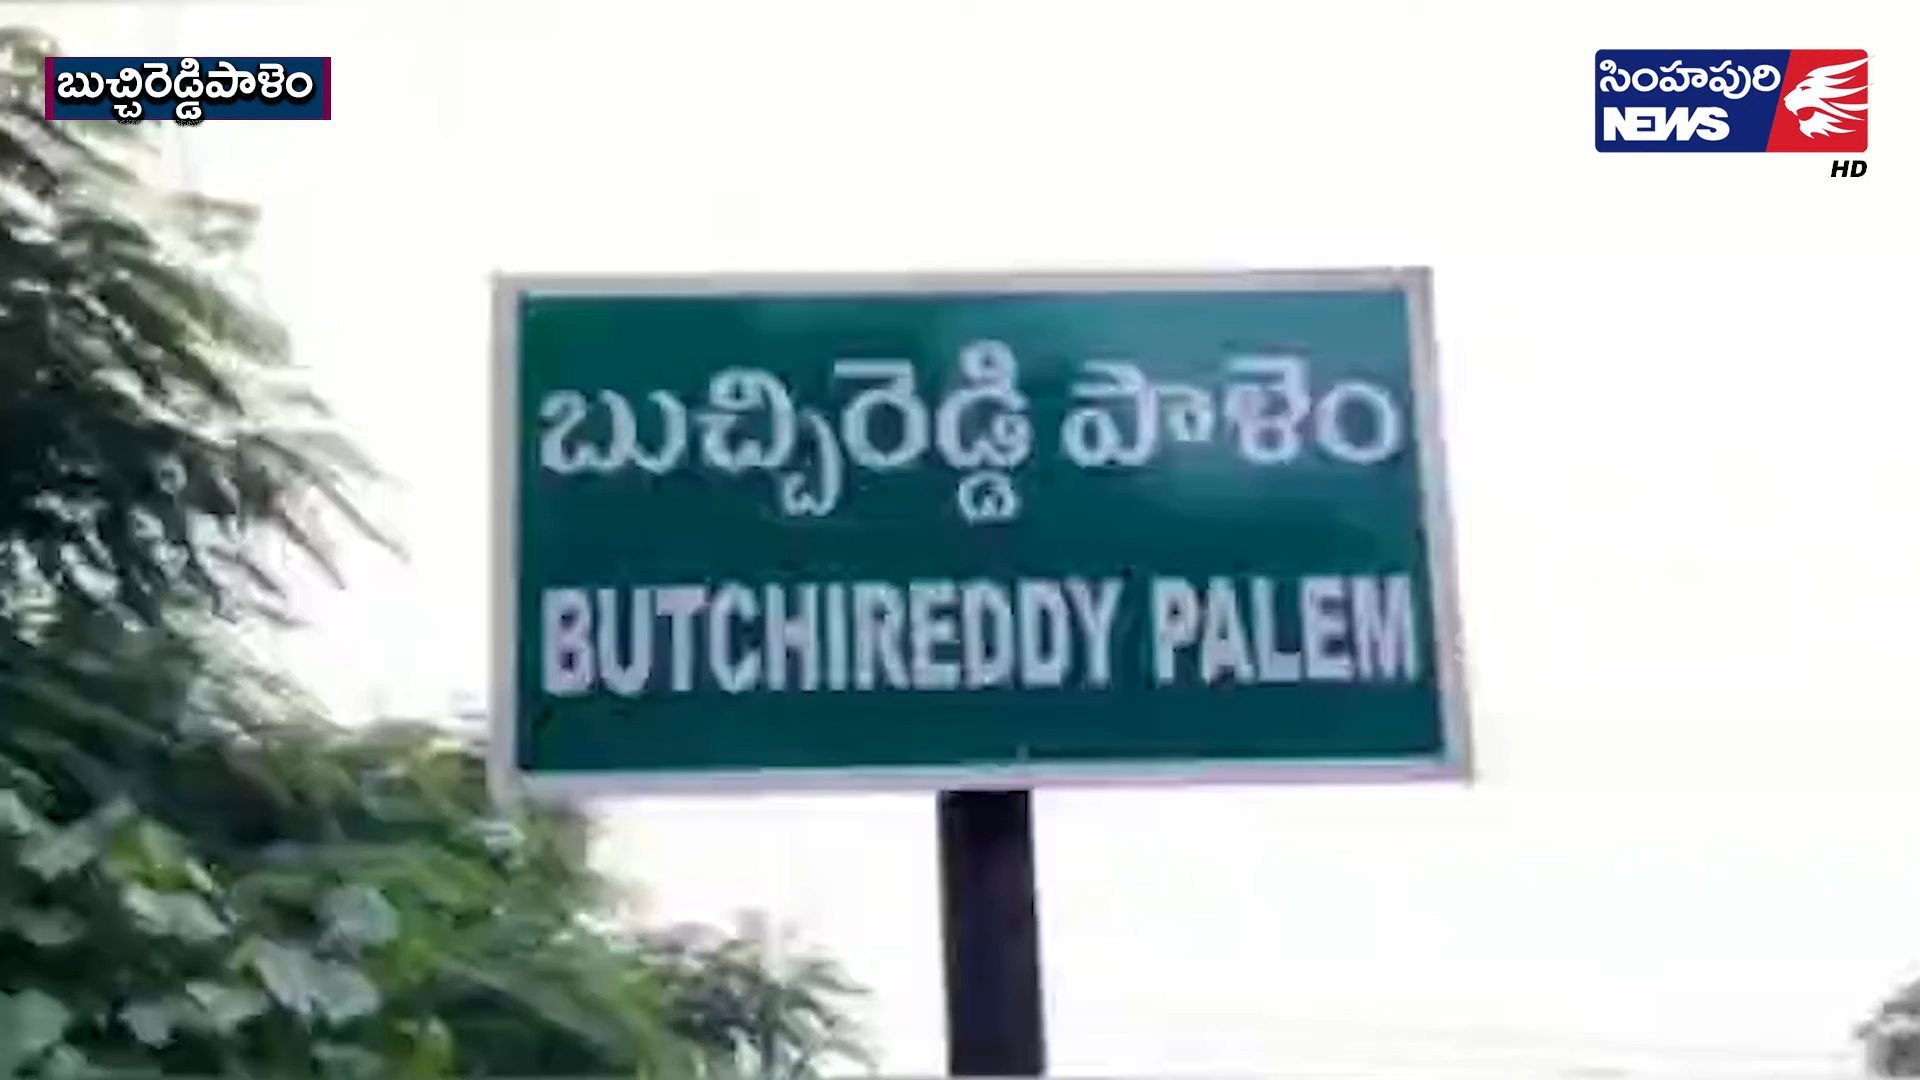 బుచ్చిరెడ్డిపాళెం
సింహపురి
NEWS
HD
బుచ్చిరెడ్డి పాళెం
BUTCHIREDDY PALEM